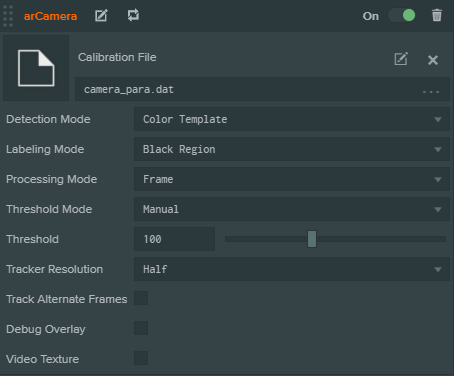 arCamera On
Calibration File
camera_para.dat ...
Detection Mode Color Template
Labeling Mode Black Region
Processing Mode Frame
Threshold Mode Manual
Threshold 100
Tracker Resolution Half
Track Alternate Frames
Debug Overlay
Video Texture